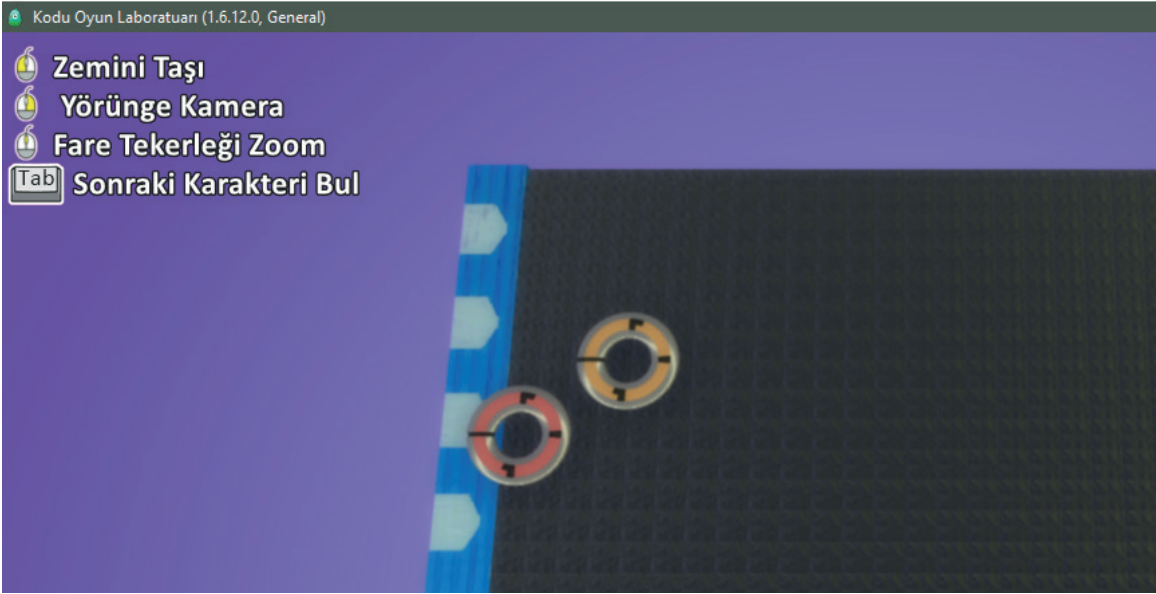 Kodu Oyun Laboratuarı (1.6.12.0, General)
Zemini Taşı
Yörünge Kamera
Fare Tekerleği Zoom
Tab Sonraki Karakteri Bul